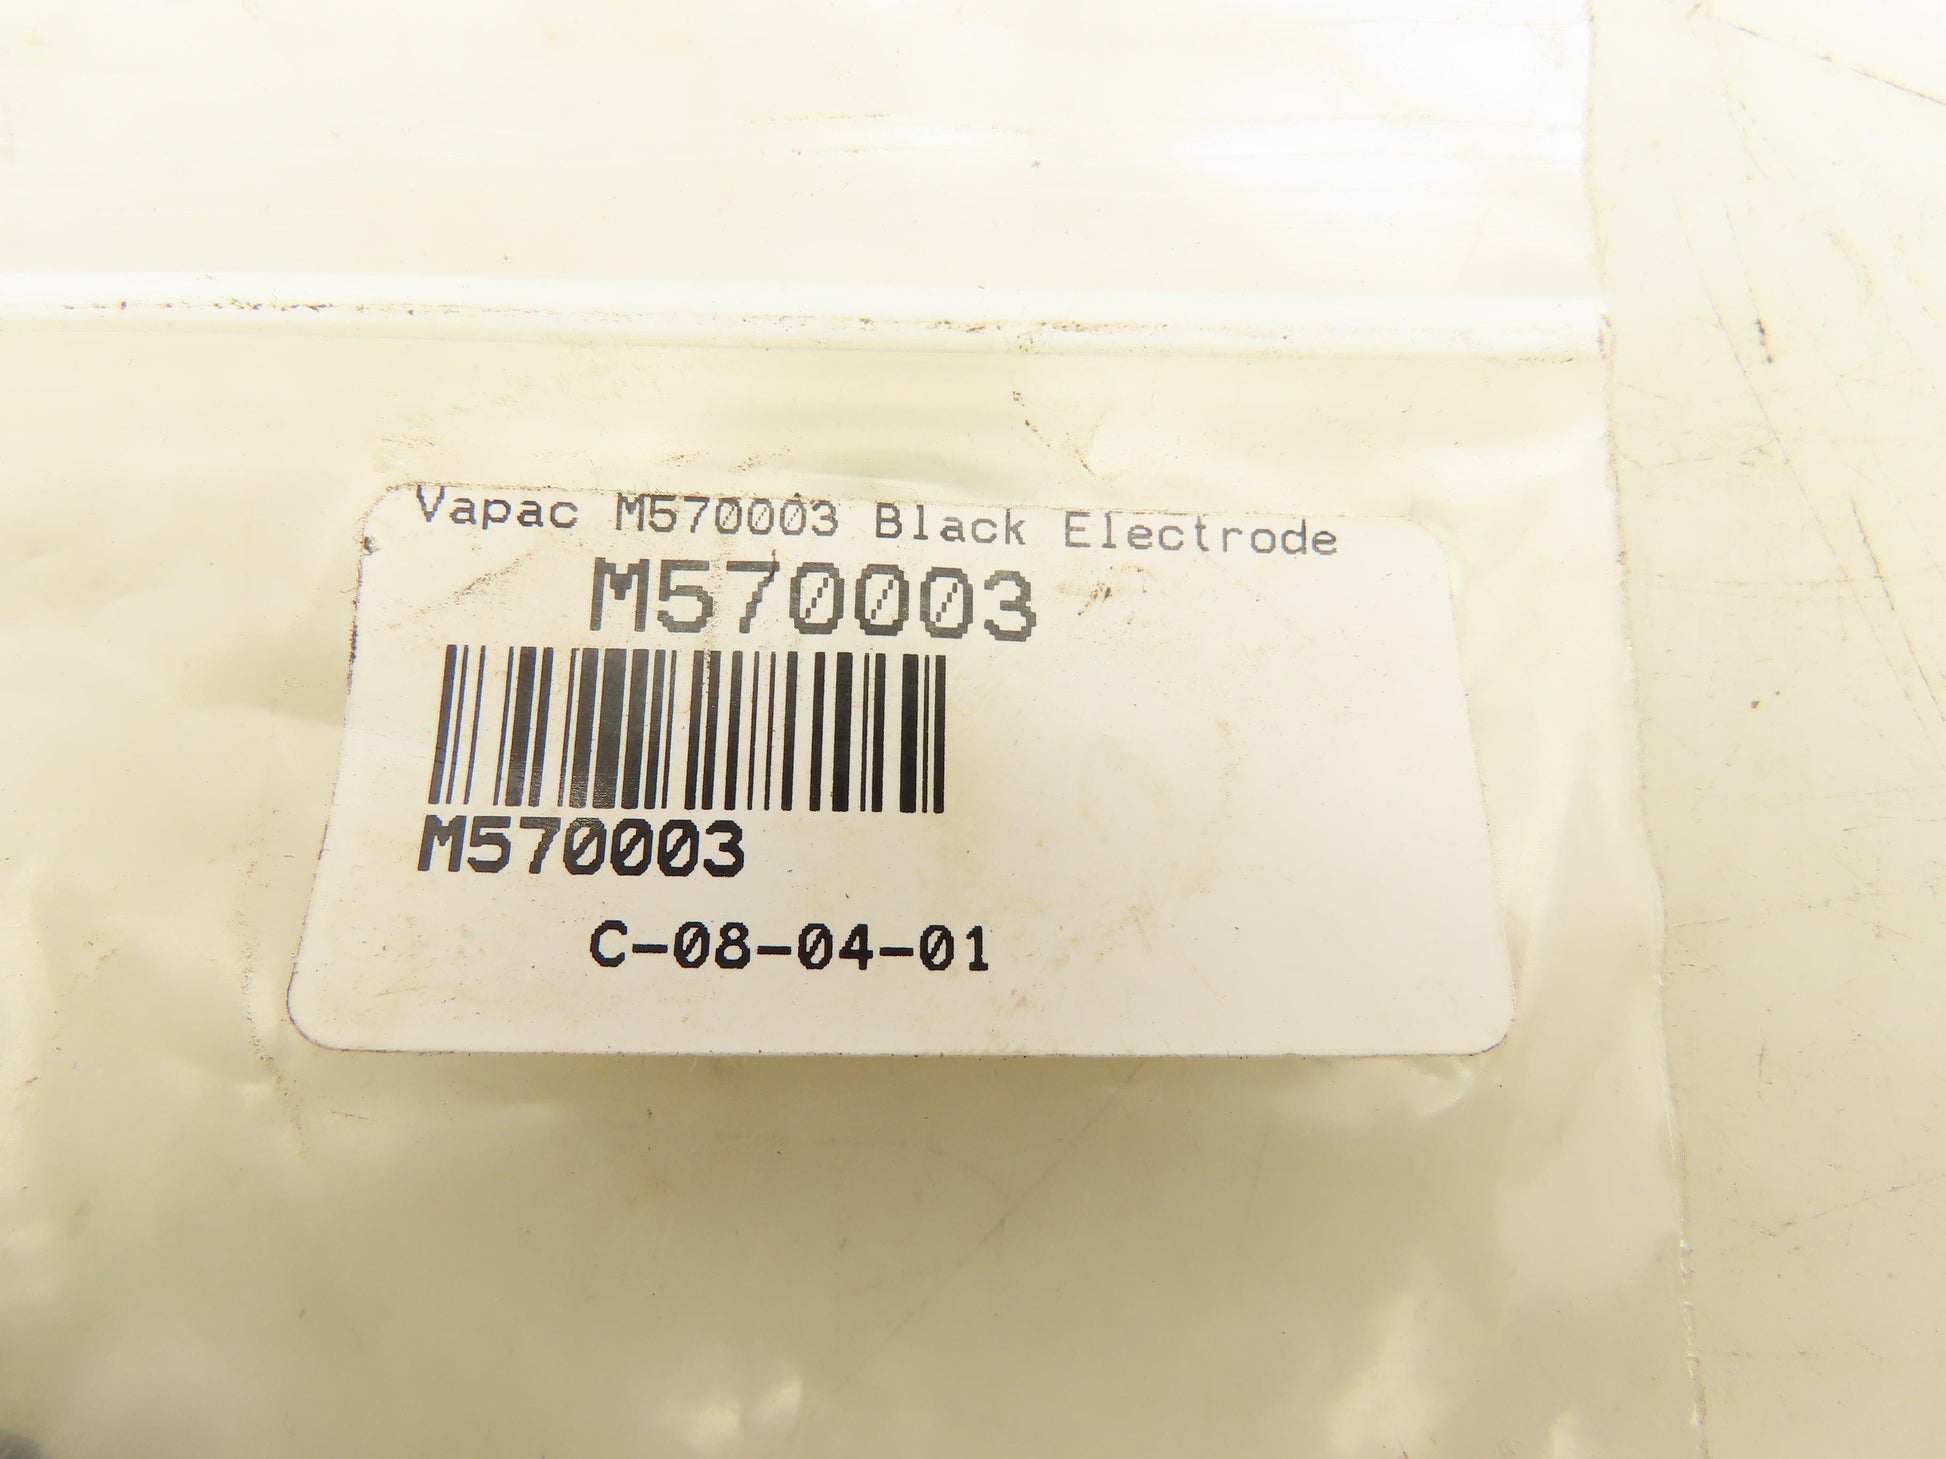 Vapac M570003 Black Electrode
M570003
M570003
C-08-04-01